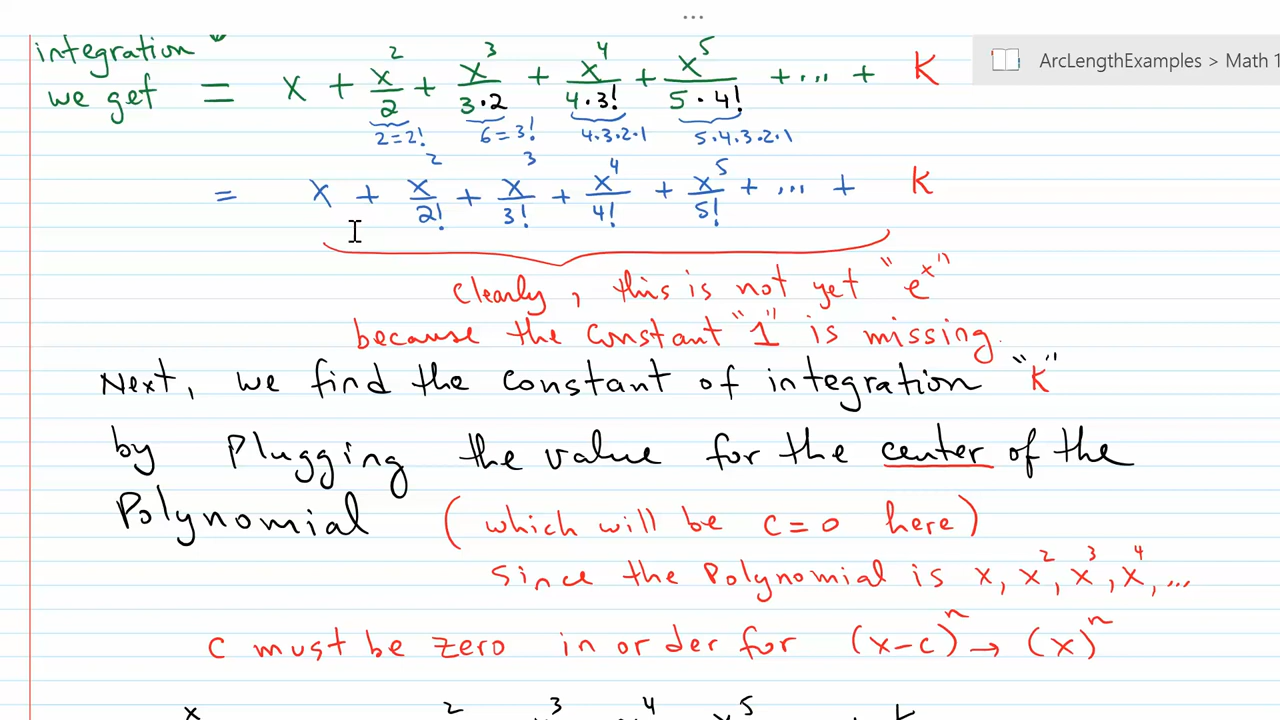 ...
ArcLengthExamples > Math 1
integration "
we get = x + x²/2 + x³/(3·2) + x⁴/(4·3!) + x⁵/(5·4!) + ... + K
2=2! 6=3! 4·3·2·1 5·4·3·2·1
= x + x²/2! + x³/3! + x⁴/4! + x⁵/5! + ... + K
Clearly, this is not yet "eˣ"
because the constant "1" is missing.
Next, we find the constant of integration "K"
by Plugging the value for the center of the
Polynomial (which will be c=0 here)
Since the Polynomial is x, x², x³, x⁴, ...
c must be zero in order for (x-c)ⁿ → (x)ⁿ